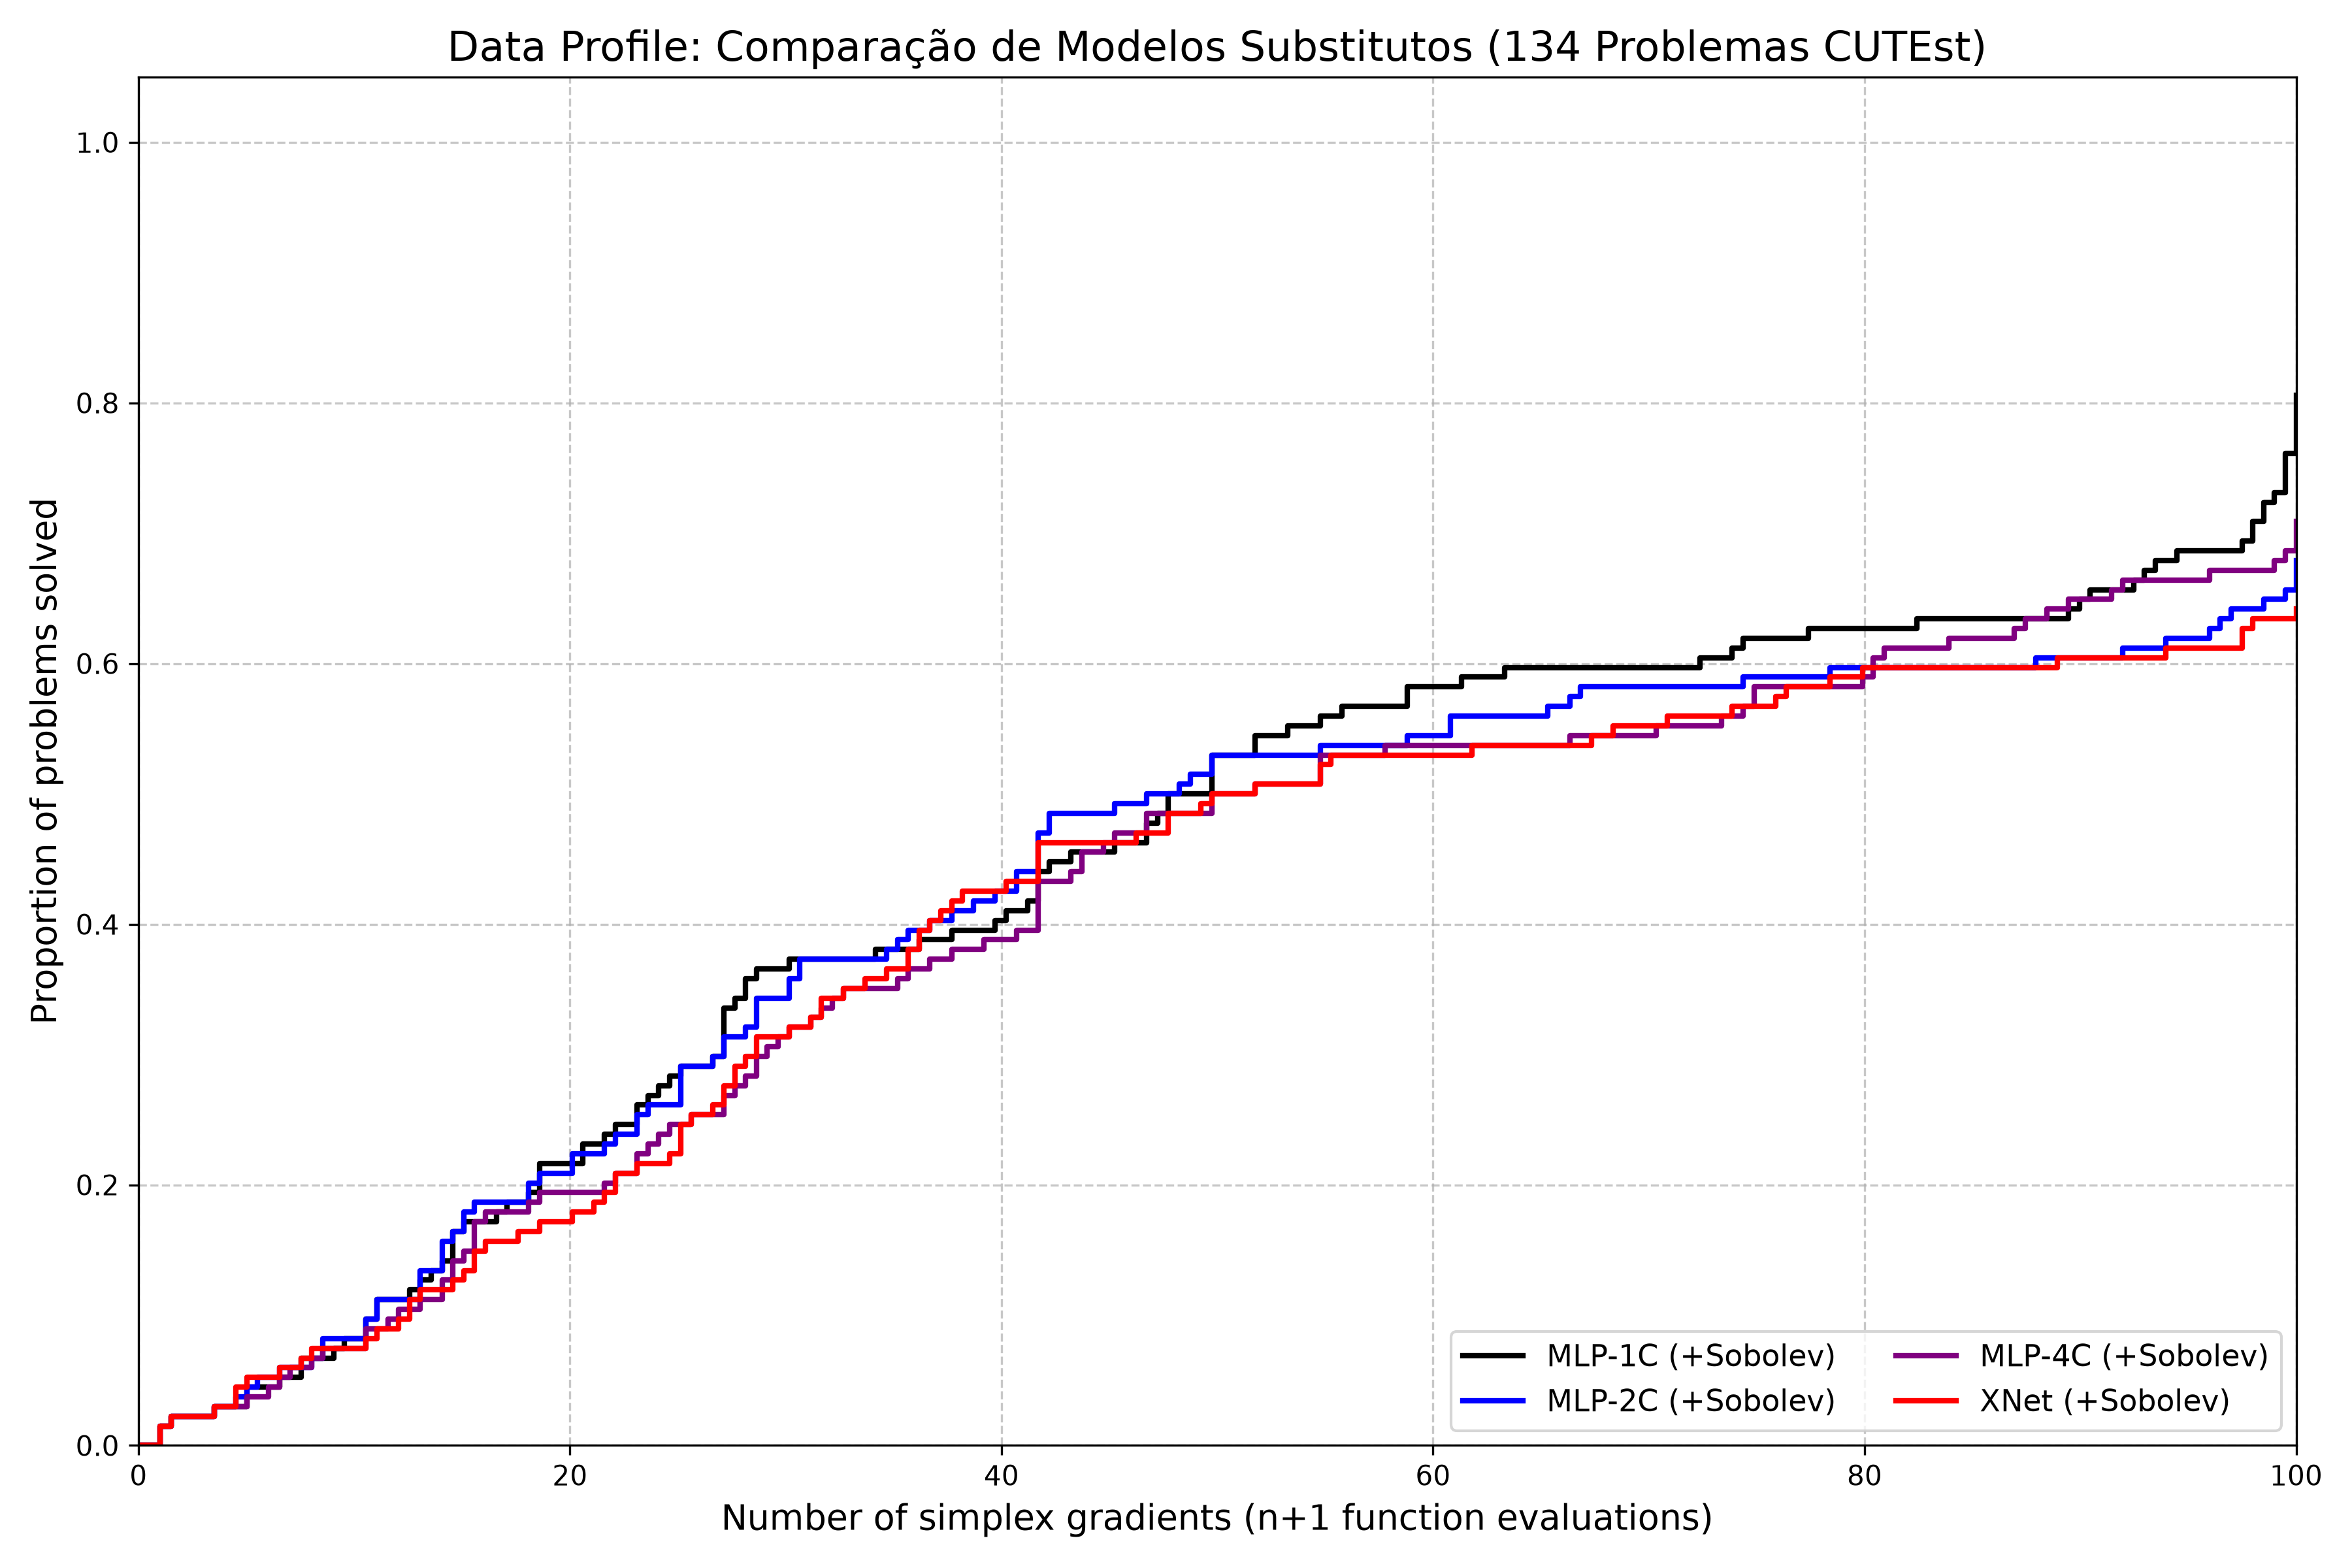 Data Profile: Comparação de Modelos Substitutos (134 Problemas CUTEst)
Proportion of problems solved
1.0
0.8
0.6
0.4
0.2
0.0
0
20
40
60
80
100
Number of simplex gradients (n+1 function evaluations)
MLP-1C (+Sobolev)
MLP-2C (+Sobolev)
MLP-4C (+Sobolev)
XNet (+Sobolev)